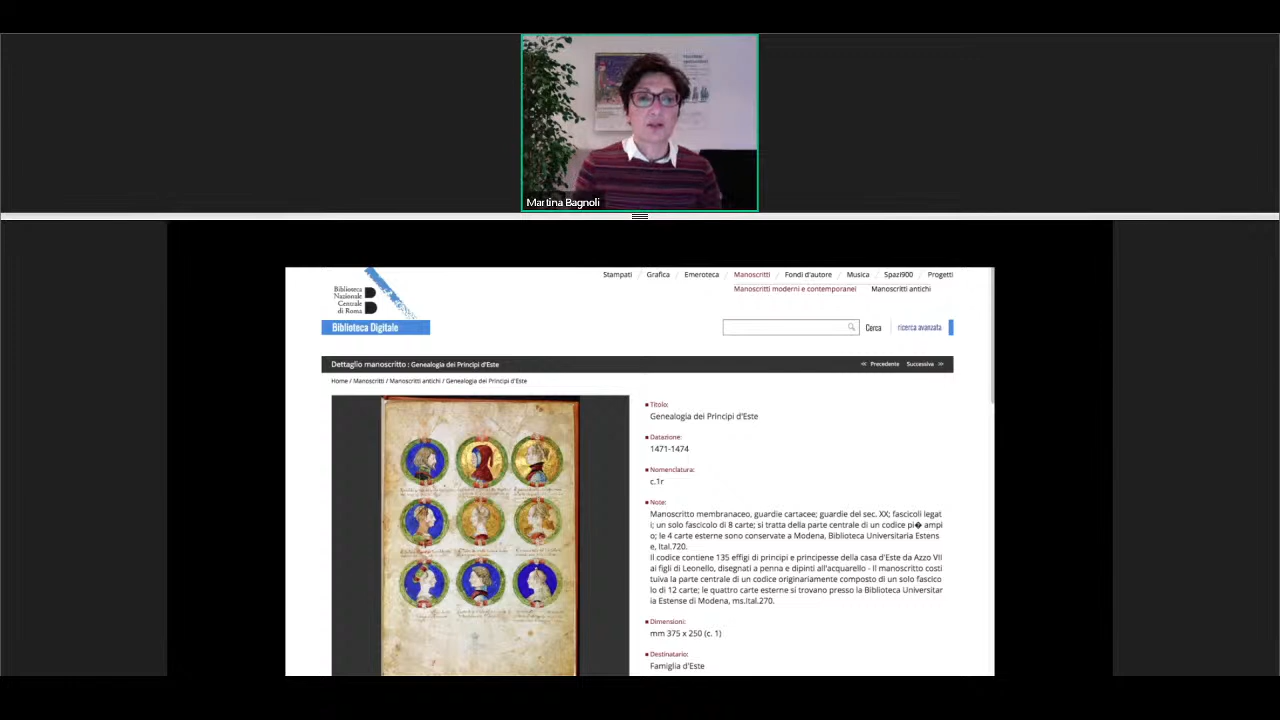 Martina Bagnoli
Biblioteca
Nazionale
Centrale
di Roma
Biblioteca Digitale
Stampati / Grafica / Emeroteca / Manoscritti / Fondi d'autore / Musica / Spazi900 / Progetti
Manoscritti moderni e contemporanei Manoscritti antichi
Cerca ricerca avanzata
Dettaglio manoscritto : Genealogia dei Principi d'Este
Precedente Successiva
Home / Manoscritti / Manoscritti antichi / Genealogia dei Principi d'Este
Titolo:
Genealogia dei Principi d'Este
Datazione:
1471-1474
Nomenclatura:
c.1r
Note:
Manoscritto membranaceo, guardie cartacee; guardie del sec. XX; fascicoli legat
i; un solo fascicolo di 8 carte; si tratta della parte centrale di un codice pi� ampi
o; le 4 carte esterne sono conservate a Modena, Biblioteca Universitaria Estens
e, Ital.720.
Il codice contiene 135 effigi di principi e principesse della casa d'Este da Azzo VII
ai figli di Leonello, disegnati a penna e dipinti all'acquarello - Il manoscritto costi
tuiva la parte centrale di un codice originariamente composto di un solo fascico
lo di 12 carte; le quattro carte esterne si trovano presso la Biblioteca Universitar
ia Estense di Modena, ms.Ital.270.
Dimensioni:
mm 375 x 250 (c. 1)
Destinatario:
Famiglia d'Este